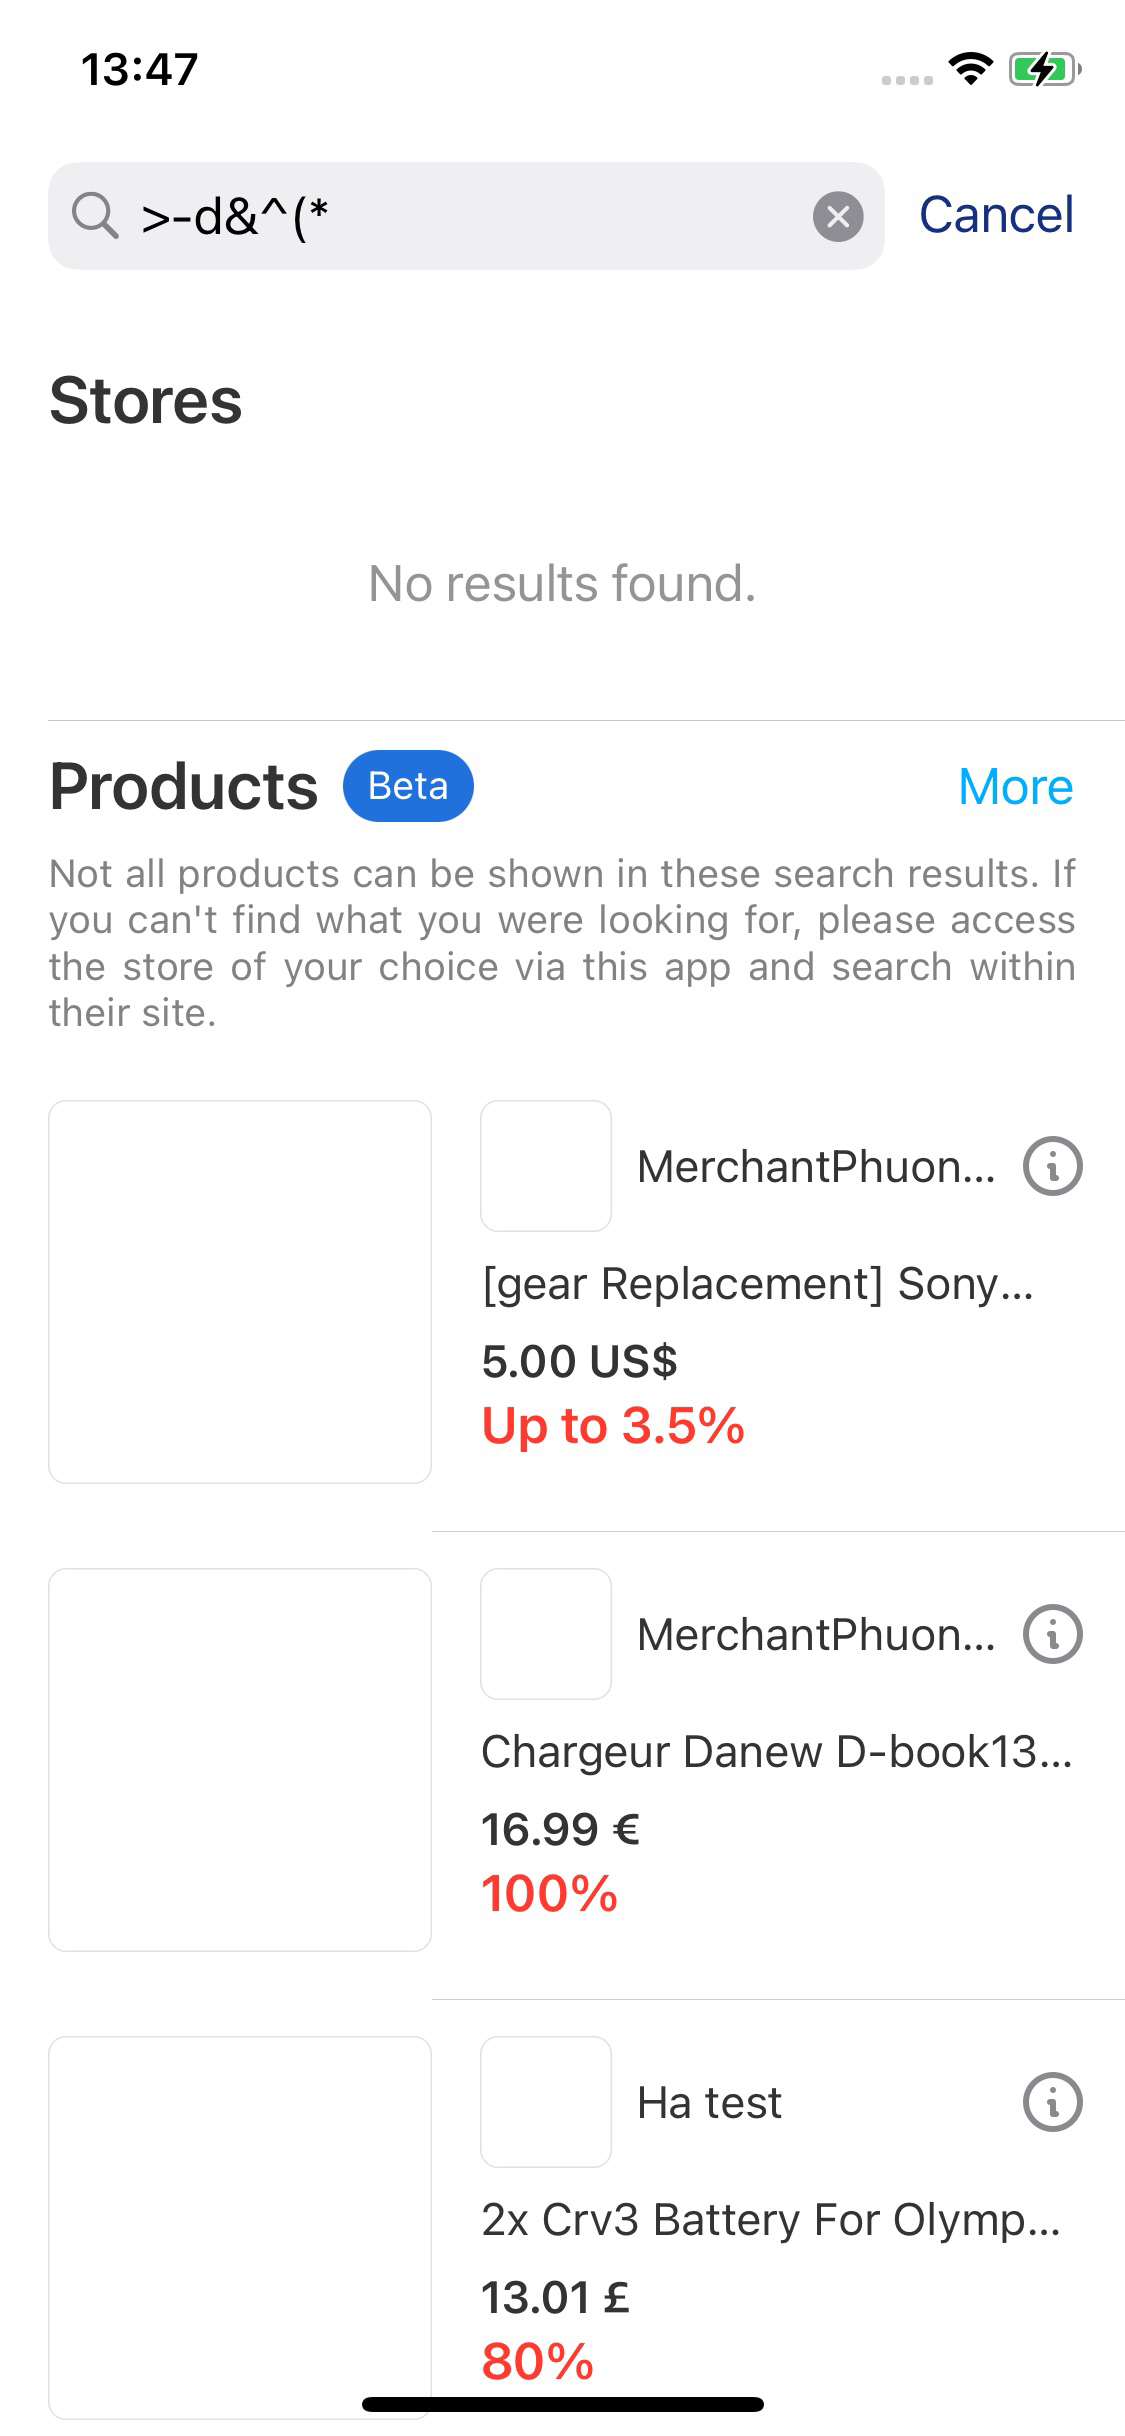 13:47
>-d&^(*
Cancel
Stores
No results found.
Products
Beta
More
Not all products can be shown in these search results. If
you can't find what you were looking for, please access
the store of your choice via this app and search within
their site.
MerchantPhuon...
[gear Replacement] Sony...
5.00 US$
Up to 3.5%
MerchantPhuon...
Chargeur Danew D-book13...
16.99 €
100%
Ha test
2x Crv3 Battery For Olymp...
13.01 £
80%